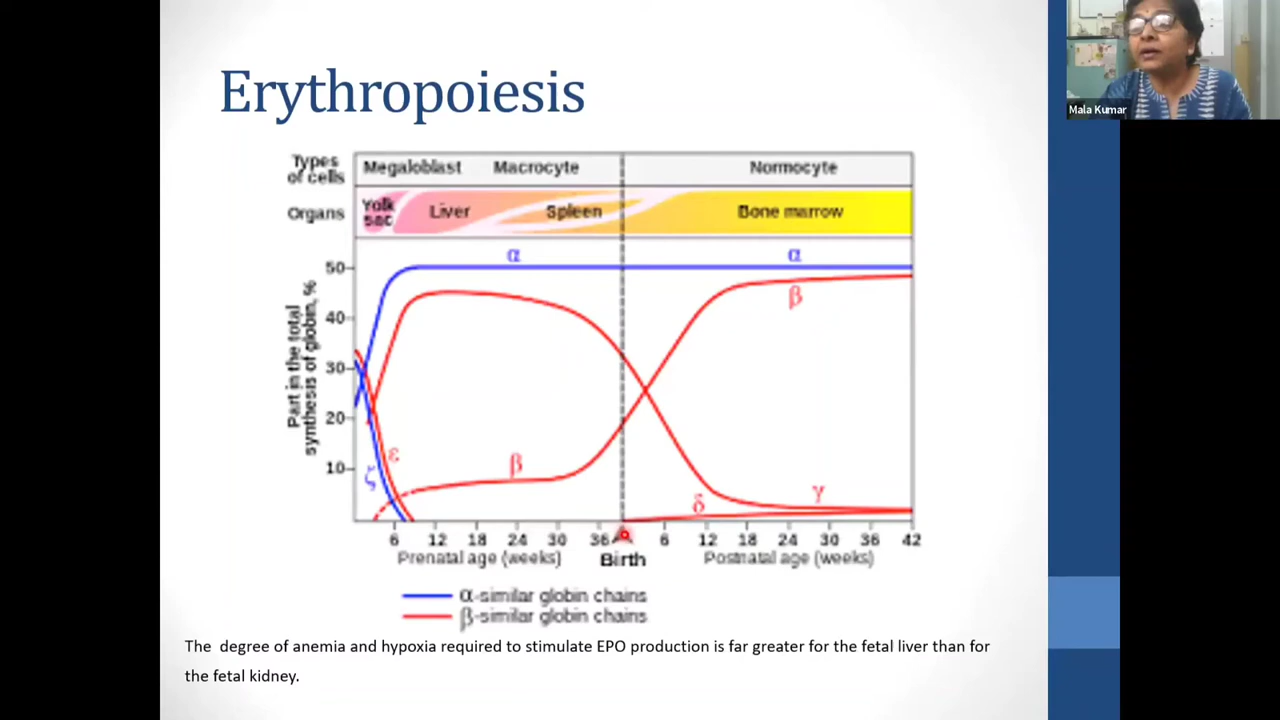 Erythropoiesis
Mala Kumar
Types
of cells
Megaloblast Macrocyte Normocyte
Organs
Yolk
sac
Liver Spleen Bone marrow
Part in the total
synthesis of globin, %
50
40
30
20
10
α α
β
ε
ζ
β
δ
γ
6 12 18 24 30 36 6 12 18 24 30 36 42
Prenatal age (weeks) Birth Postnatal age (weeks)
α-similar globin chains
β-similar globin chains
The degree of anemia and hypoxia required to stimulate EPO production is far greater for the fetal liver than for
the fetal kidney.